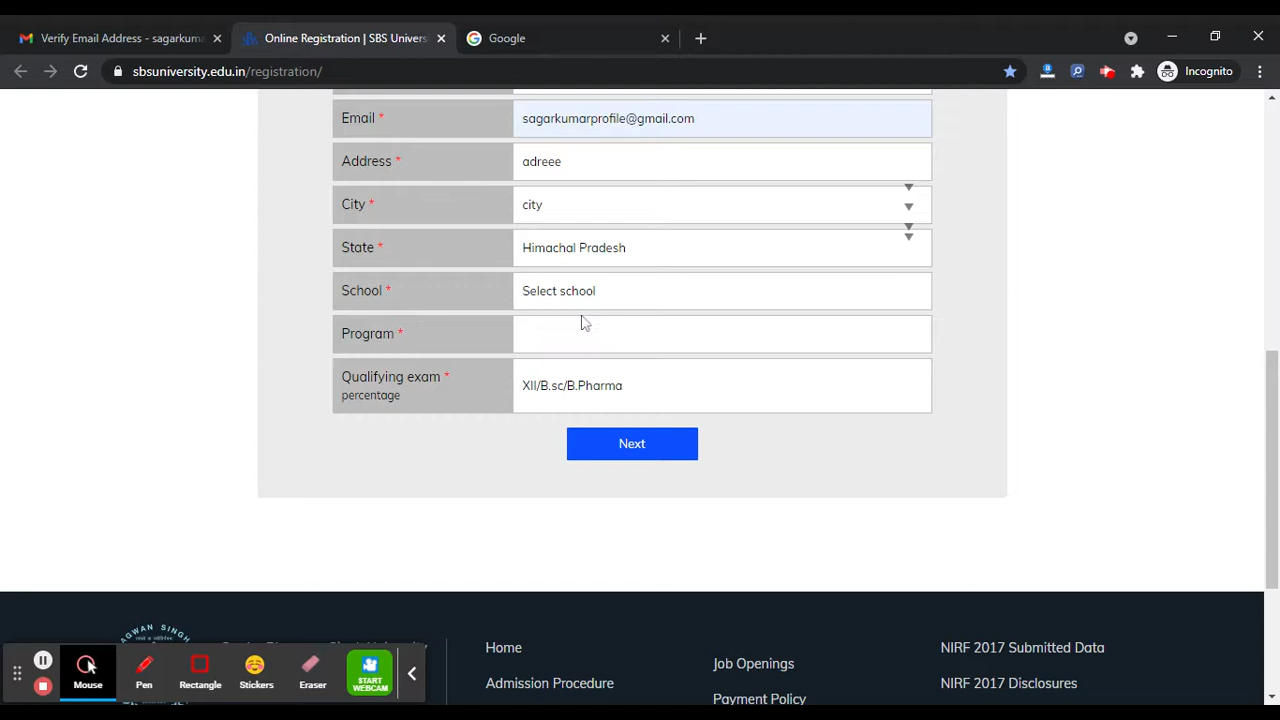 Verify Email Address - sagarkuma
Online Registration | SBS Univers
Google
sbsuniversity.edu.in/registration/
Incognito
Email *
sagarkumarprofile@gmail.com
Address *
adreee
City *
city
State *
Himachal Pradesh
School *
Select school
Program *
Qualifying exam *
percentage
XII/B.sc/B.Pharma
Next
AGWAN SINGH
Home
Job Openings
NIRF 2017 Submitted Data
Admission Procedure
Payment Policy
NIRF 2017 Disclosures
Mouse
Pen
Rectangle
Stickers
Eraser
START
WEBCAM